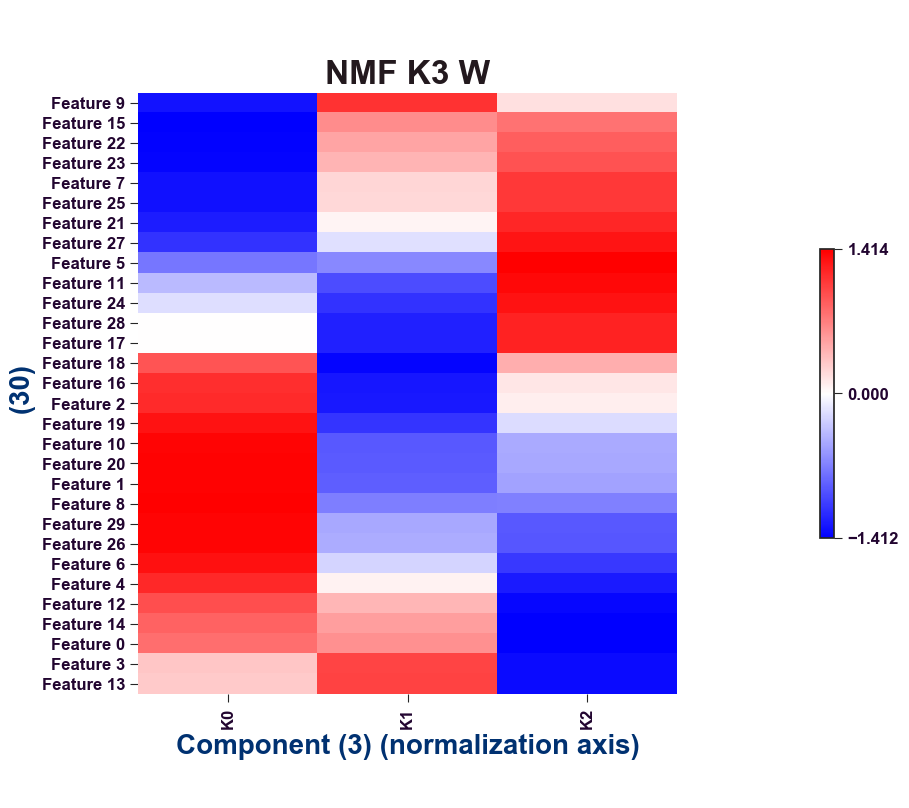 NMF K3 W
Feature 9
Feature 15
Feature 22
Feature 23
Feature 7
Feature 25
Feature 21
Feature 27
Feature 5
Feature 11
Feature 24
Feature 28
Feature 17
Feature 18
Feature 16
Feature 2
Feature 19
Feature 10
Feature 20
Feature 1
Feature 8
Feature 29
Feature 26
Feature 6
Feature 4
Feature 12
Feature 14
Feature 0
Feature 3
Feature 13
(30)
K0
K1
K2
Component (3) (normalization axis)
1.414
0.000
−1.412